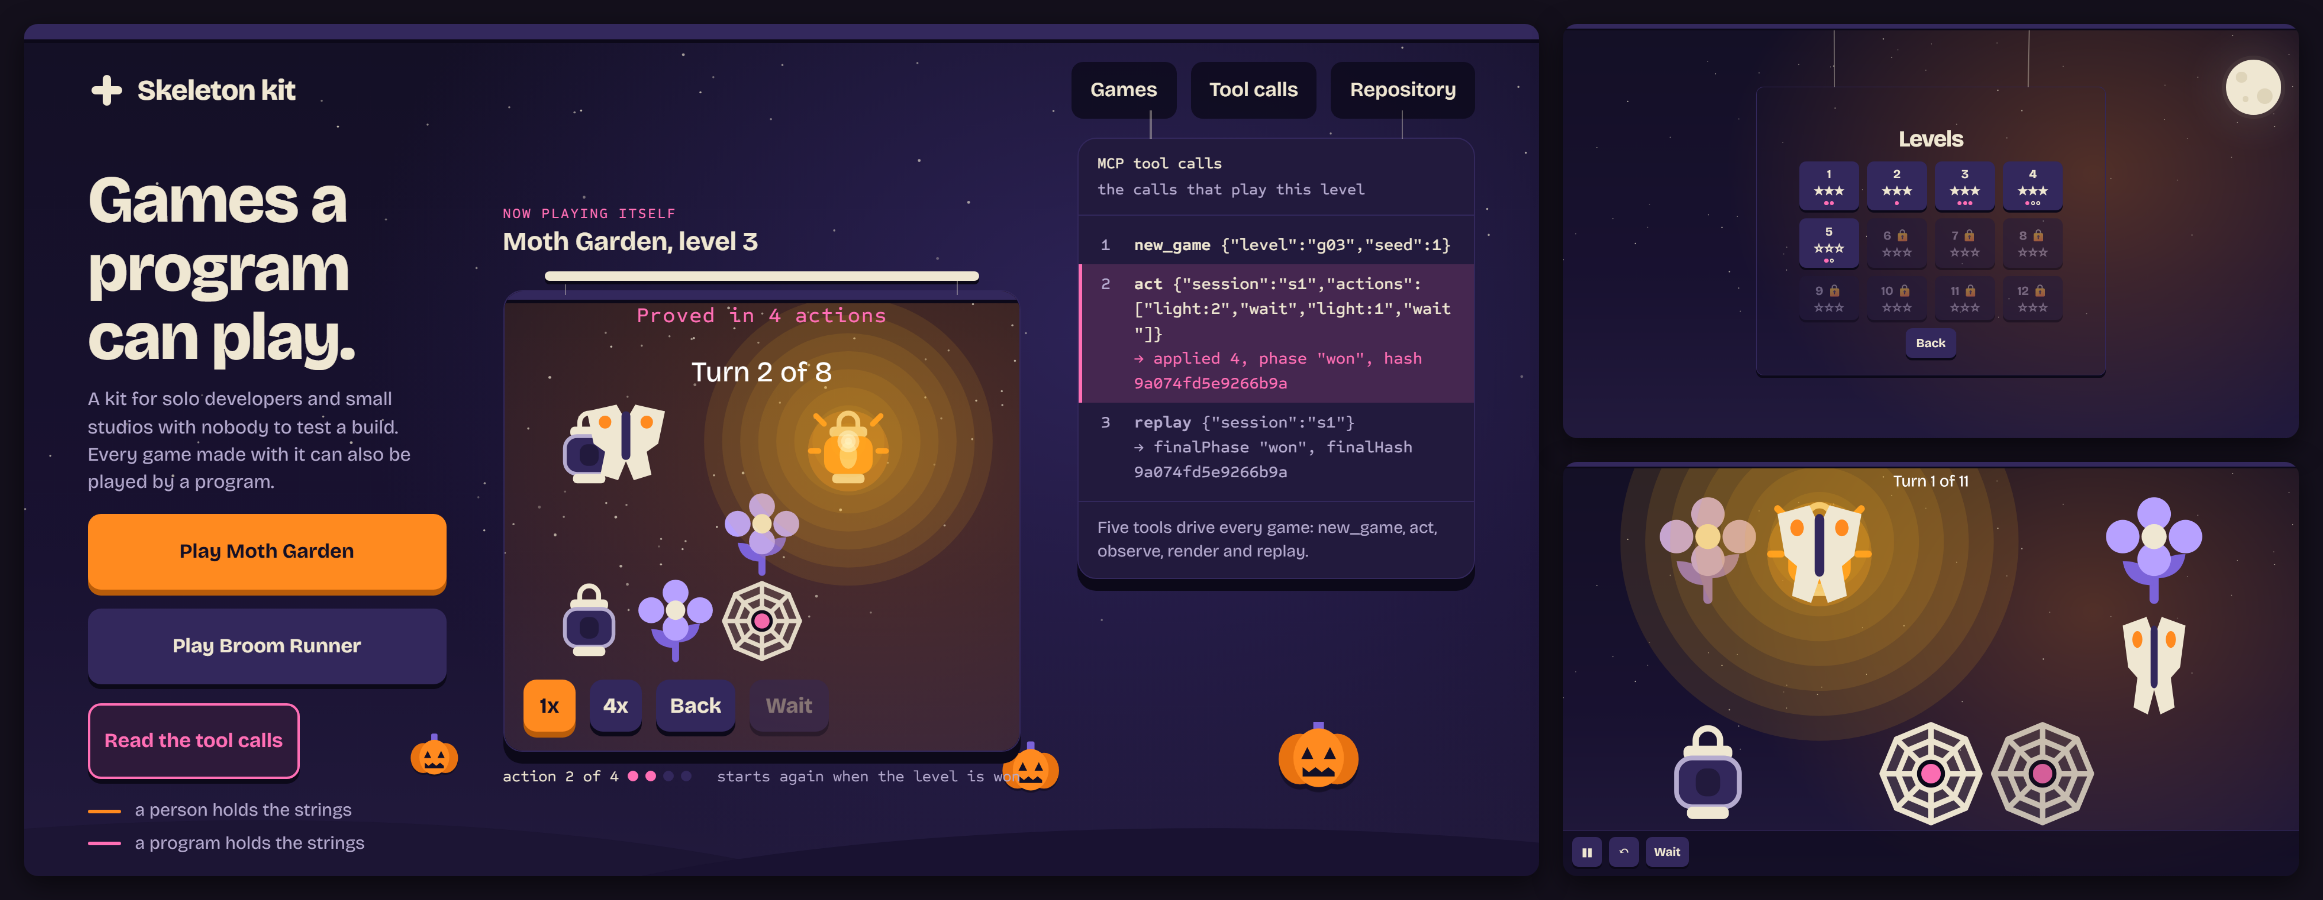 Skeleton kit
Games
Tool calls
Repository
Games a
program
can play.
A kit for solo developers and small
studios with nobody to test a build.
Every game made with it can also be
played by a program.
Play Moth Garden
Play Broom Runner
Read the tool calls
a person holds the strings
a program holds the strings
NOW PLAYING ITSELF
Moth Garden, level 3
Proved in 4 actions
Turn 2 of 8
1x
4x
Back
Wait
action 2 of 4
starts again when the level is won
MCP tool calls
the calls that play this level
1 new_game {"level":"g03","seed":1}
2 act {"session":"s1","actions":
["light:2","wait","light:1","wait
"]}
→ applied 4, phase "won", hash
9a074fd5e9266b9a
3 replay {"session":"s1"}
→ finalPhase "won", finalHash
9a074fd5e9266b9a
Five tools drive every game: new_game, act,
observe, render and replay.
Levels
1 2 3 4
★★★ ★★★ ★★★ ★★★
5 6 7 8
☆☆☆ ☆☆☆ ☆☆☆ ☆☆☆
9 10 11 12
☆☆☆ ☆☆☆ ☆☆☆ ☆☆☆
Back
Turn 1 of 11
Wait